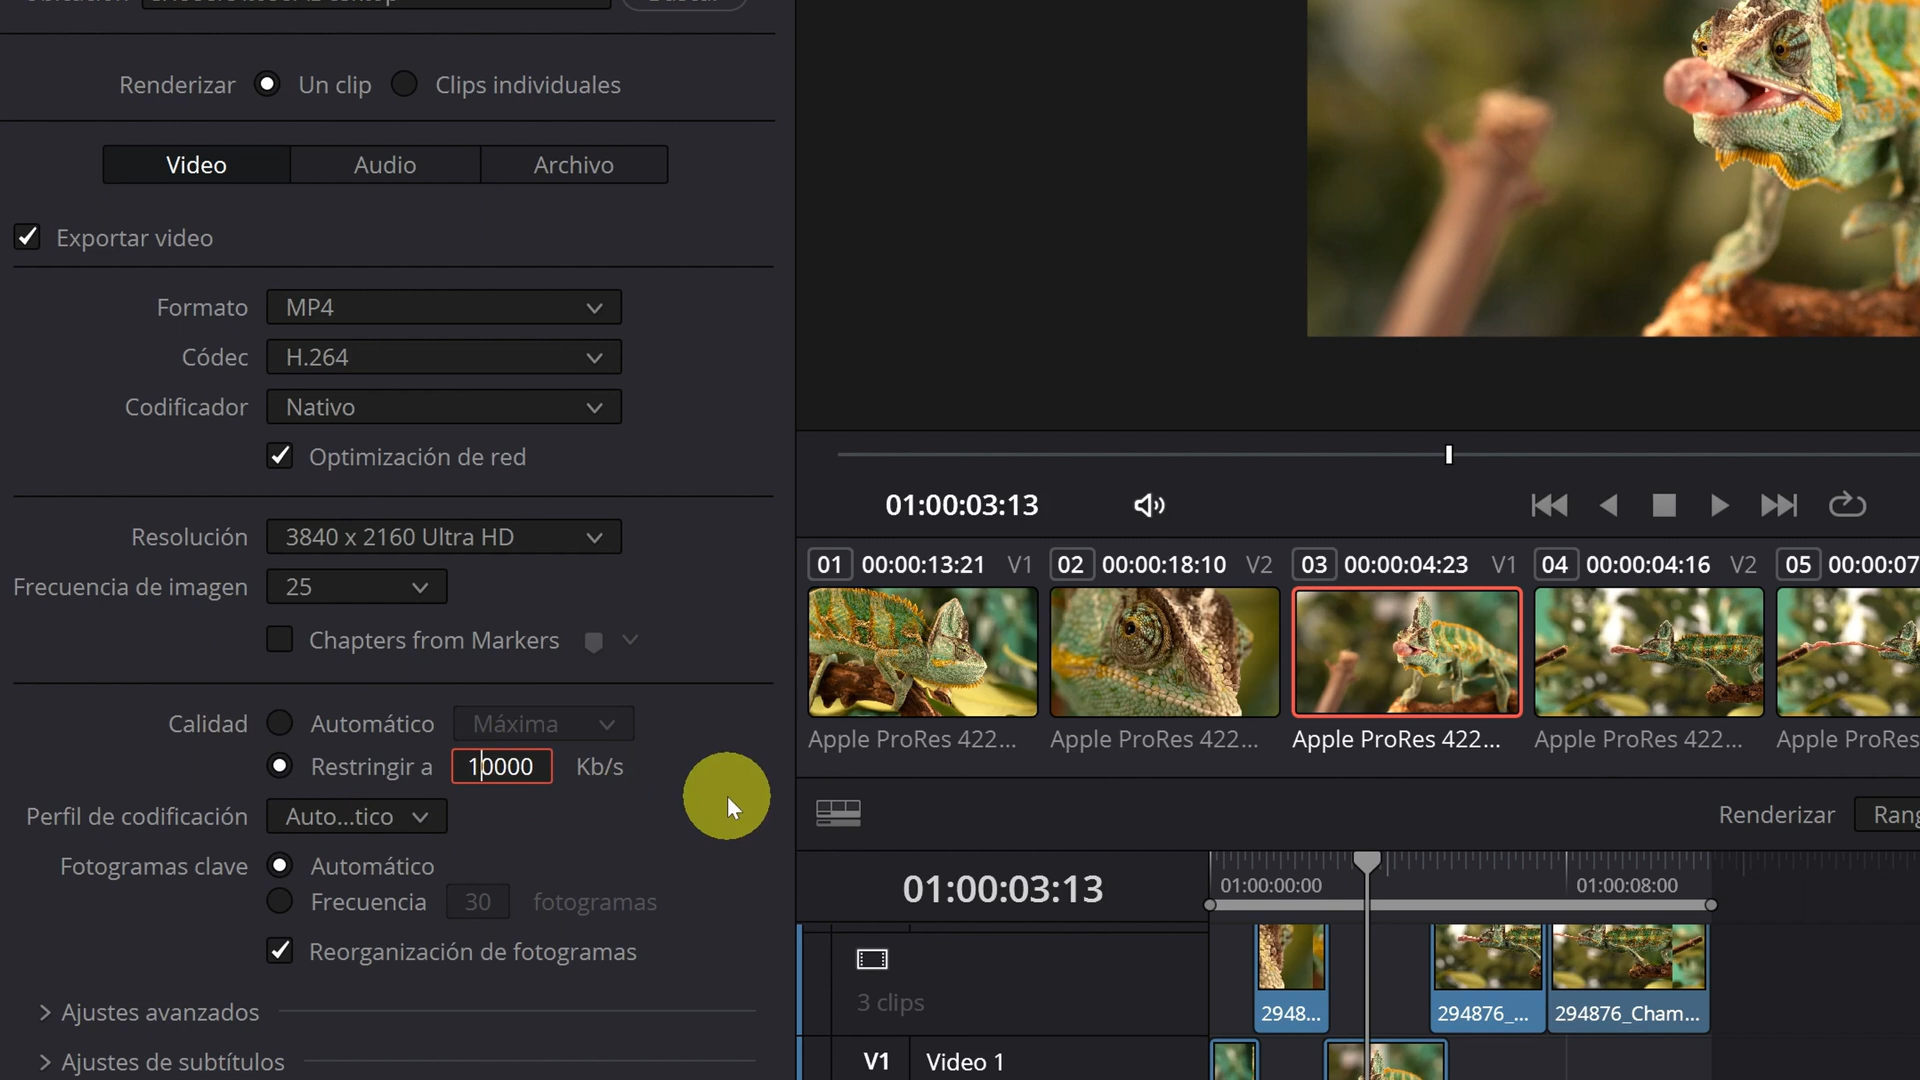 Renderizar Un clip Clips individuales
Video Audio Archivo
Exportar video
Formato MP4
Códec H.264
Codificador Nativo
Optimización de red
Resolución 3840 x 2160 Ultra HD
Frecuencia de imagen 25
Chapters from Markers
Calidad Automático Máxima
Restringir a 10000 Kb/s
Perfil de codificación Auto...tico
Fotogramas clave Automático
Frecuencia 30 fotogramas
Reorganización de fotogramas
Ajustes avanzados
Ajustes de subtítulos
01:00:03:13
01 00:00:13:21 V1 02 00:00:18:10 V2 03 00:00:04:23 V1 04 00:00:04:16 V2 05 00:00:07
Apple ProRes 422... Apple ProRes 422... Apple ProRes 422... Apple ProRes 422... Apple ProRes
Renderizar Rang
01:00:03:13 01:00:00:00 01:00:08:00
3 clips
2948... 294876_... 294876_Cham...
V1 Video 1